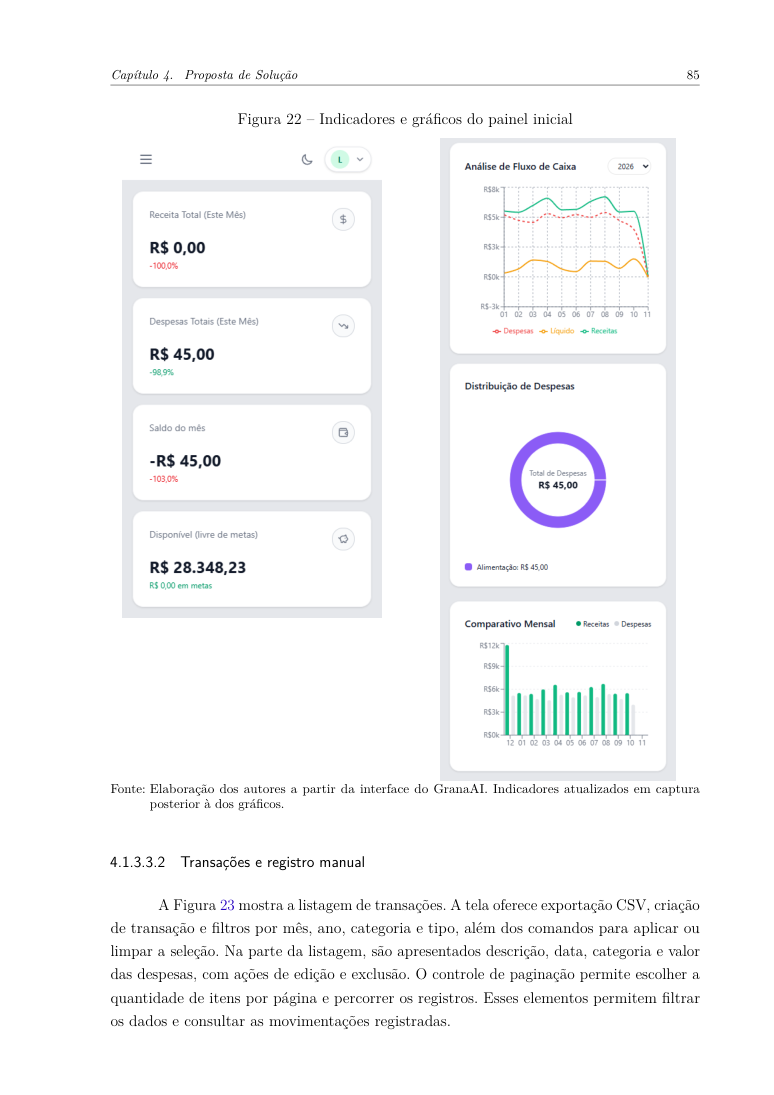 Capítulo 4. Proposta de Solução 85
Figura 22 – Indicadores e gráficos do painel inicial
L
Receita Total (Este Mês)
$
R$ 0,00
-100,0%
Despesas Totais (Este Mês)
R$ 45,00
-98,9%
Saldo do mês
-R$ 45,00
-103,0%
Disponível (livre de metas)
R$ 28.348,23
R$ 0,00 em metas
Análise de Fluxo de Caixa 2026
R$8k
R$5k
R$3k
R$0k
R$-3k
01 02 03 04 05 06 07 08 09 10 11
Despesas Líquido Receitas
Distribuição de Despesas
Total de Despesas
R$ 45,00
Alimentação: R$ 45,00
Comparativo Mensal Receitas Despesas
R$12k
R$9k
R$6k
R$3k
R$0k
12 01 02 03 04 05 06 07 08 09 10 11
Fonte: Elaboração dos autores a partir da interface do GranaAI. Indicadores atualizados em captura
posterior à dos gráficos.
4.1.3.3.2 Transações e registro manual
A Figura 23 mostra a listagem de transações. A tela oferece exportação CSV, criação
de transação e filtros por mês, ano, categoria e tipo, além dos comandos para aplicar ou
limpar a seleção. Na parte da listagem, são apresentados descrição, data, categoria e valor
das despesas, com ações de edição e exclusão. O controle de paginação permite escolher a
quantidade de itens por página e percorrer os registros. Esses elementos permitem filtrar
os dados e consultar as movimentações registradas.